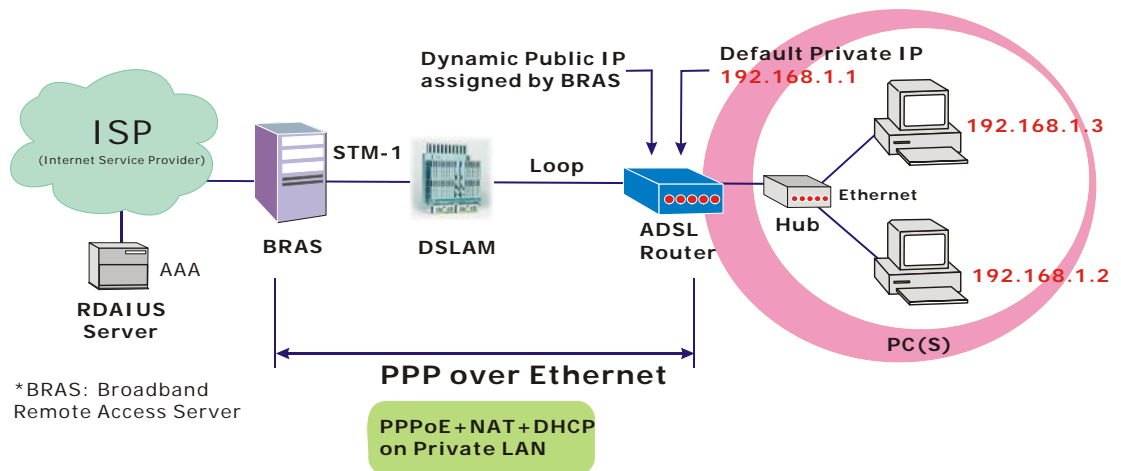 Dynamic Public IP
assigned by BRAS
Default Private IP
192.168.1.1
ISP
(Internet Service Provider)
STM-1
Loop
192.168.1.3
Ethernet
Hub
BRAS
DSLAM
ADSL
Router
AAA
RDAIUS
Server
192.168.1.2
PC(S)
PPP over Ethernet
*BRAS: Broadband
Remote Access Server
PPPoE+NAT+DHCP
on Private LAN